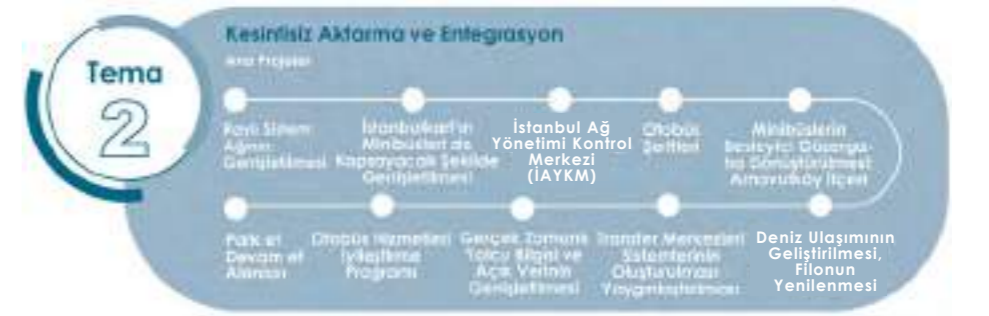 Kesintisiz Aktarma ve Entegrasyon
Ana Projeler
Tema
2
Raylı Sistem
Ağının
Genişletilmesi
İstanbulkart'ın
Minibüsleri de
Kapsayacak Şekilde
Genişletilmesi
İstanbul Ağ
Yönetimi Kontrol
Merkezi
(İAYKM)
Otobüs
Şeritleri
Minibüslerin
Besleyici Güzerga-
ha Dönüştürülmesi:
Arnavutköy İlçesi
Park et
Devam et
Alanları
Otobüs Hizmetleri
İyileştirme
Programı
Gerçek Zamanlı
Yolcu Bilgisi ve
Açık Verinin
Genişletilmesi
Transfer Merkezleri
Sistemlerinin
Oluşturulması
Yaygınlaştırılması
Deniz Ulaşımının
Geliştirilmesi,
Filonun
Yenilenmesi